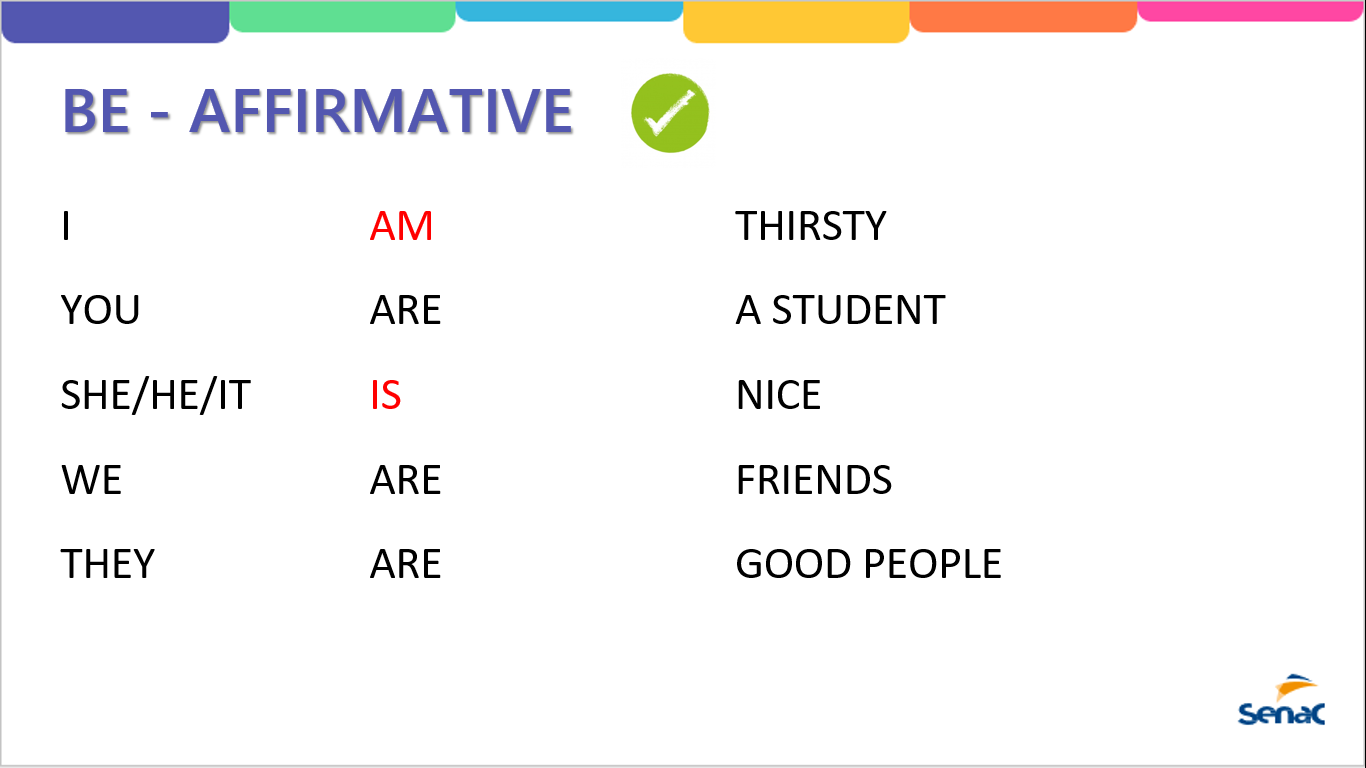 BE - AFFIRMATIVE
I AM THIRSTY
YOU ARE A STUDENT
SHE/HE/IT IS NICE
WE ARE FRIENDS
THEY ARE GOOD PEOPLE
Senac